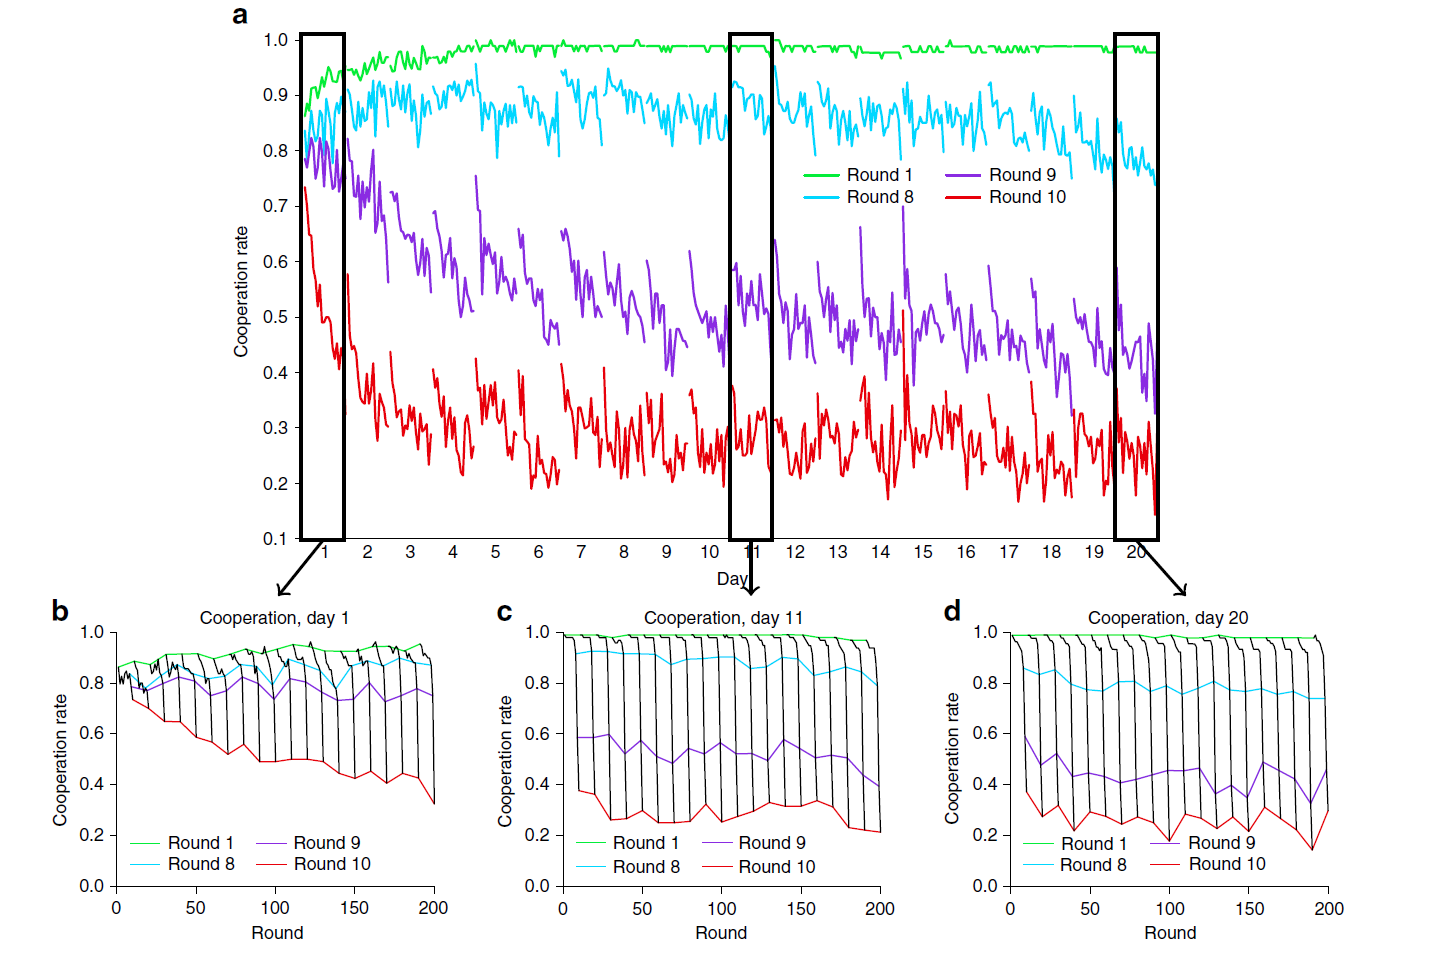 a
1.0
0.9
0.8
0.7
0.6
0.5
0.4
0.3
0.2
0.1
Cooperation rate
Round 1 Round 9
Round 8 Round 10
1 2 3 4 5 6 7 8 9 10 11 12 13 14 15 16 17 18 19 20
Day
b
Cooperation, day 1
1.0
0.8
0.6
0.4
0.2
0.0
Cooperation rate
Round 1 Round 9
Round 8 Round 10
0 50 100 150 200
Round
c
Cooperation, day 11
1.0
0.8
0.6
0.4
0.2
0.0
Cooperation rate
Round 1 Round 9
Round 8 Round 10
0 50 100 150 200
Round
d
Cooperation, day 20
1.0
0.8
0.6
0.4
0.2
0.0
Cooperation rate
Round 1 Round 9
Round 8 Round 10
0 50 100 150 200
Round